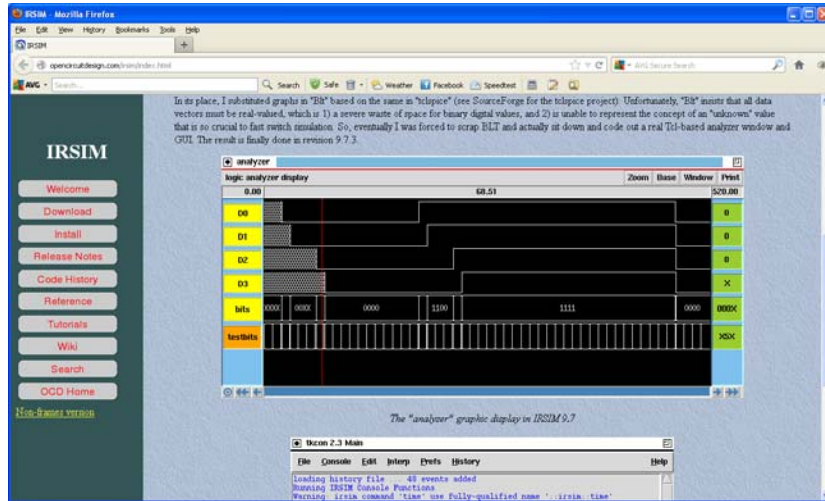 IRSIM - Mozilla Firefox
File Edit View History Bookmarks Tools Help
IRSIM +
opencircuitdesign.com/irsim/index.html AVG Secure Search
AVG Search... Search Safe Weather Facebook Speedtest
In its place, I substituted graphs in "Blt" based on the same in "tclspice" (see SourceForge for the tclspice project). Unfortunately, "Blt" insists that all data
vectors must be real-valued, which is 1) a severe waste of space for binary digital values, and 2) is unable to represent the concept of an "unknown" value
that is so crucial to fast switch simulation. So, eventually I was forced to scrap BLT and actually sit down and code out a real Tcl-based analyzer window and
GUI. The result is finally done in revision 9.7.3.
IRSIM
Welcome
Download
Install
Release Notes
Code History
Reference
Tutorials
Wiki
Search
OCD Home
Non-frames version
analyzer
logic analyzer display Zoom Base Window Print
0.00 68.51 520.00
D0 0
D1 0
D2 0
D3 X
bits 0000 1100 1111 0000 000X
testbits X5X
The "analyzer" graphic display in IRSIM 9.7
tkcon 2.3 Main
File Console Edit Interp Prefs History Help
loading history file ... 48 events added
Running IRSIM Console Functions
Warning: irsim command 'time' use fully-qualified name '::irsim::time'